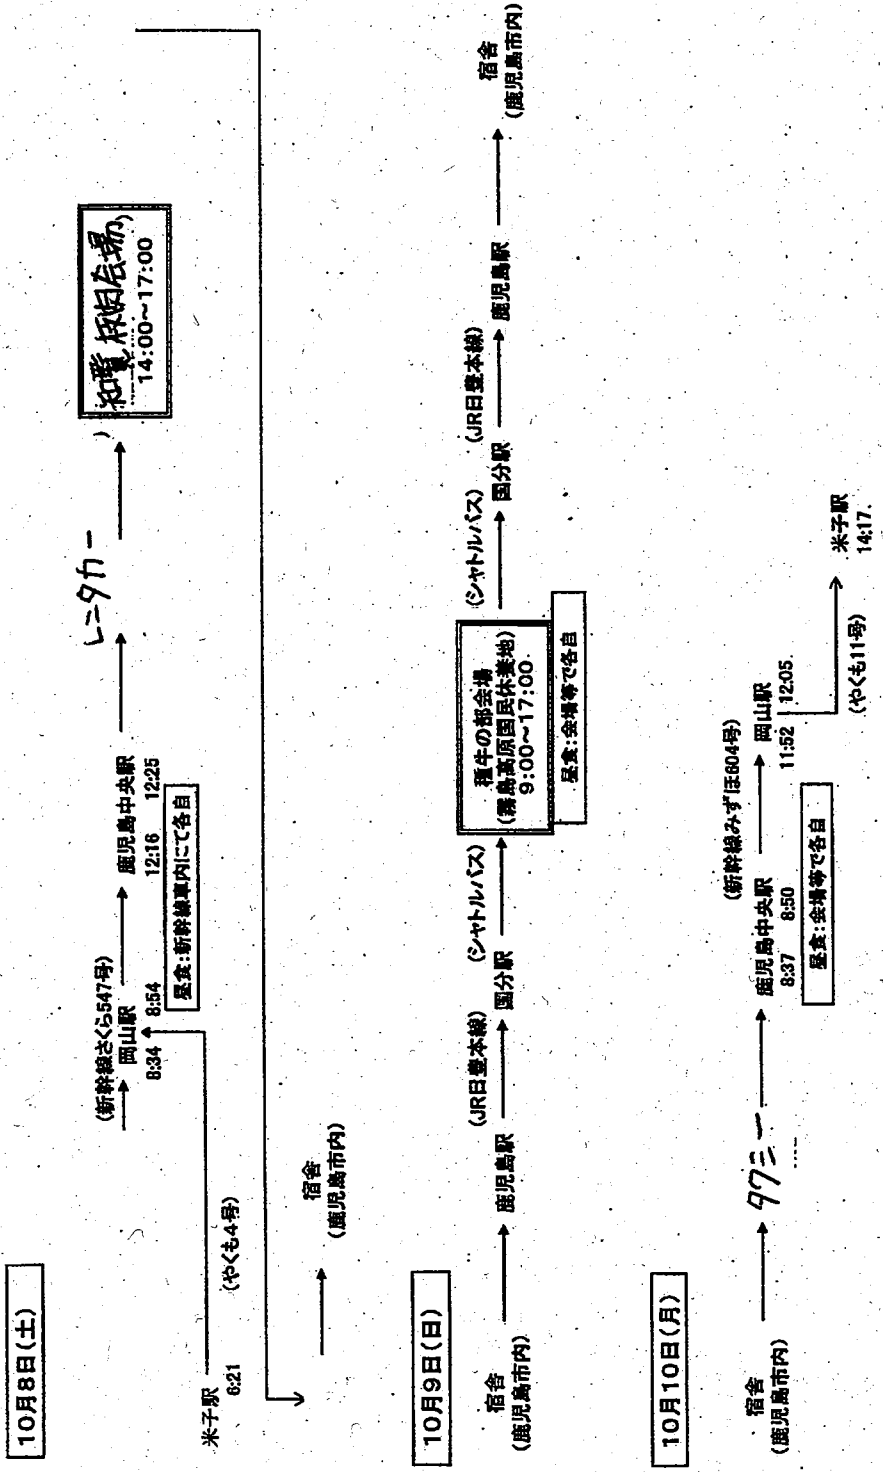 10月8日(土)
(新幹線さくら547号)
レンタカー
岡山駅
鹿児島中央駅
8:34 8:54
12:16 12:25
昼食:新幹線車内にて各自
知覧 枝肉会場
14:00~17:00
米子駅
6:21
(やくも4号)
宿舎
(鹿児島市内)
10月9日(日)
宿舎
(鹿児島市内)
鹿児島駅
(JR日豊本線)
国分駅
(シャトルバス)
種牛の部会場
(霧島高原国民休養地)
9:00~17:00
昼食:会場等で各自
(シャトルバス)
国分駅
(JR日豊本線)
鹿児島駅
宿舎
(鹿児島市内)
10月10日(月)
宿舎
(鹿児島市内)
タクシー
鹿児島中央駅
8:37 8:50
昼食:会場等で各自
(新幹線みずほ604号)
岡山駅
11:52 12:05
(やくも11号)
米子駅
14:17